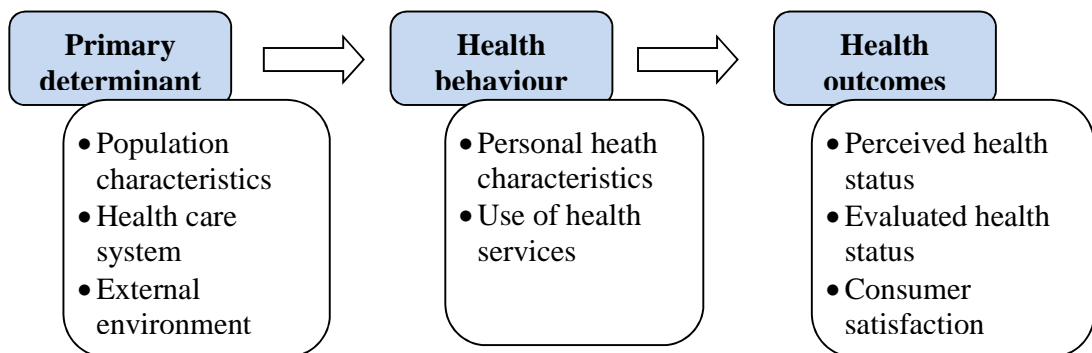 Primary
determinant
• Population
characteristics
• Health care
system
• External
environment
Health
behaviour
• Personal heath
characteristics
• Use of health
services
Health
outcomes
• Perceived health
status
• Evaluated health
status
• Consumer
satisfaction